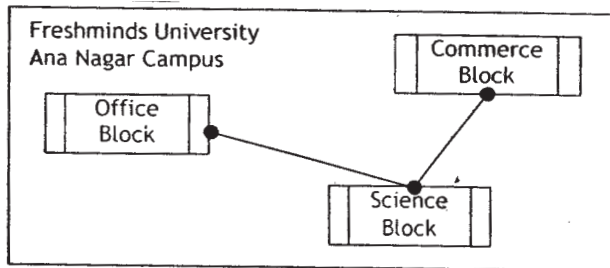 Freshminds University
Ana Nagar Campus
Commerce
Block
Office
Block
Science
Block